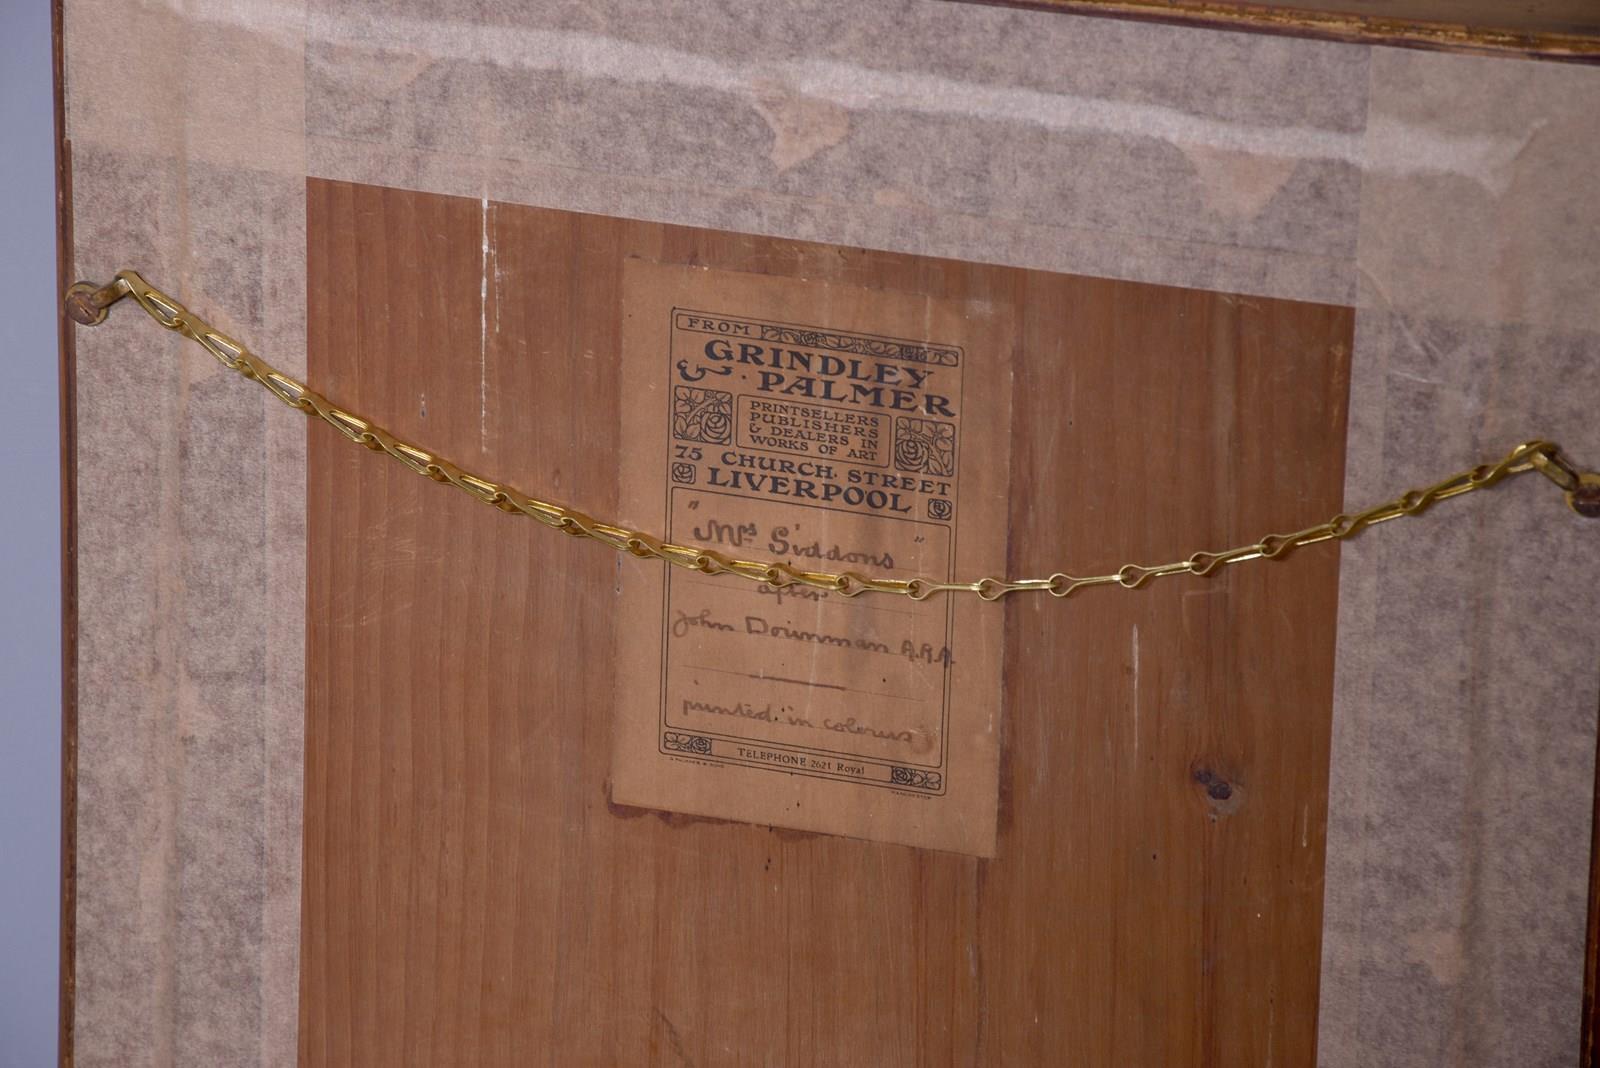 FROM
GRINDLEY
& PALMER
PRINTSELLERS
PUBLISHERS
& DEALERS IN
WORKS OF ART
75 CHURCH. STREET
LIVERPOOL
"Mrs Siddons"
after
John Downman A.R.A.
printed in colours
TELEPHONE 2621 Royal
MANCHESTER